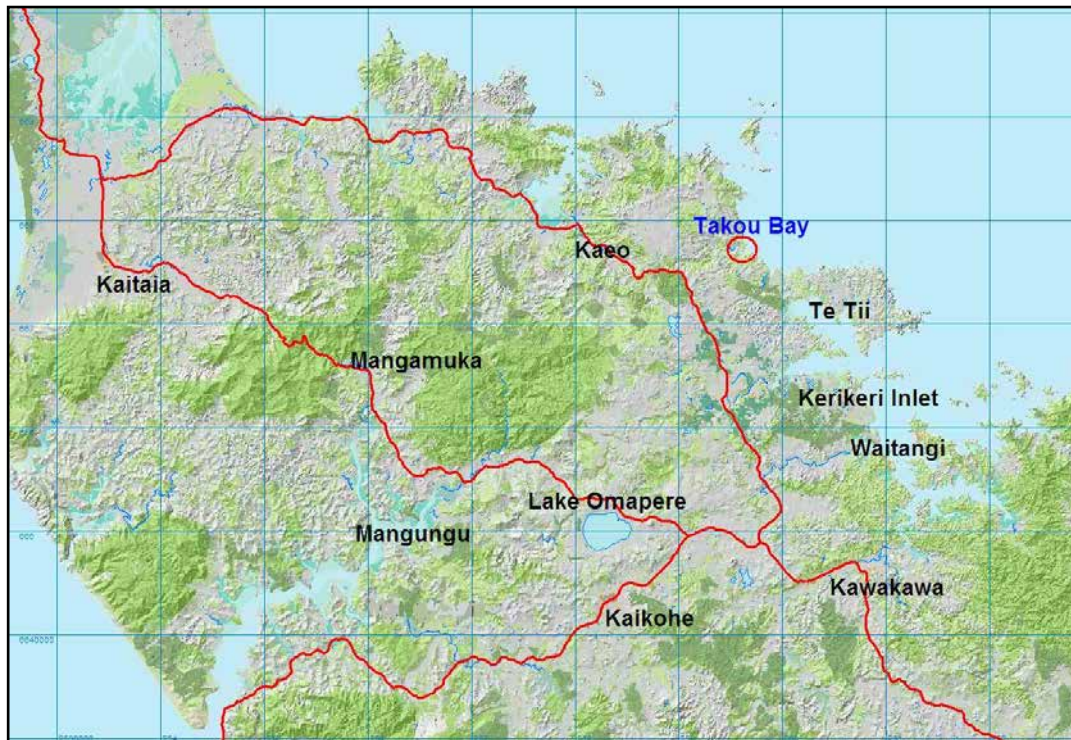 Takou Bay
Kaeo
Kaitaia
Te Tii
Mangamuka
Kerikeri Inlet
Waitangi
Lake Omapere
Mangungu
Kawakawa
Kaikohe